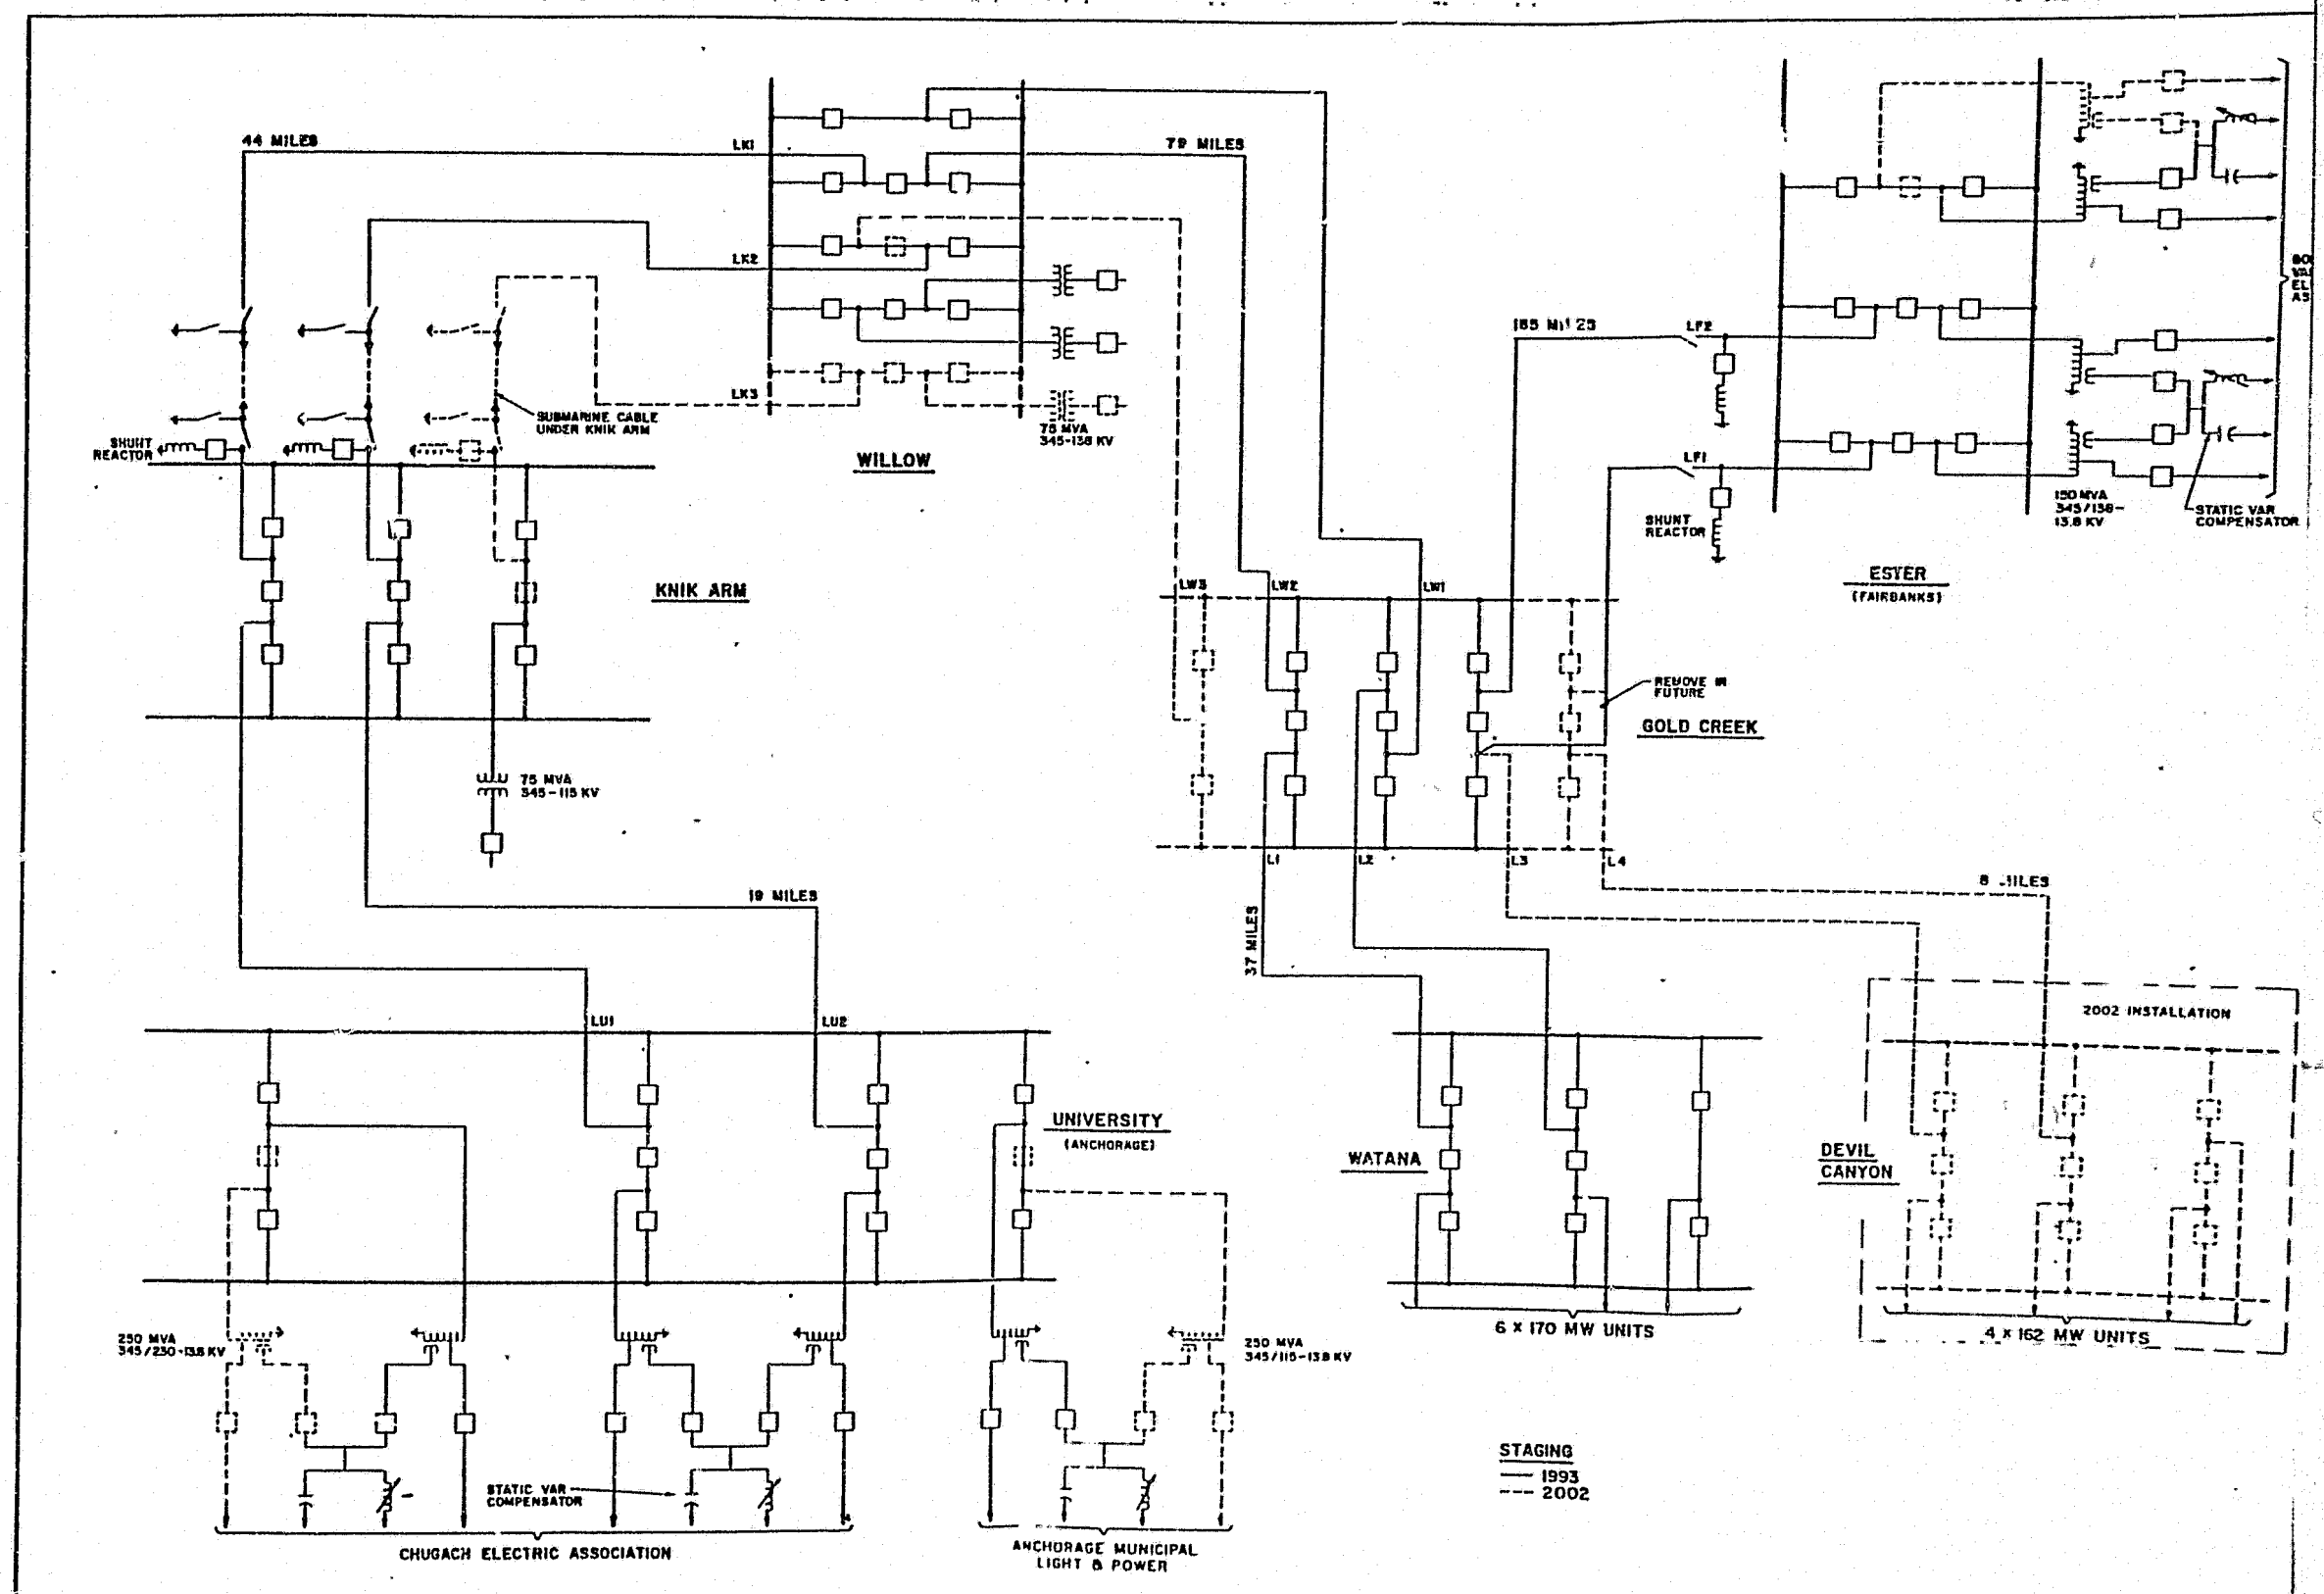 44 MILES
LK1
79 MILES
LK2
LK3
SUBMARINE CABLE
UNDER KNIK ARM
75 MVA
345-138 KV
SHUNT
REACTOR
WILLOW
KNIK ARM
75 MVA
345-115 KV
19 MILES
LF2
LF1
SHUNT
REACTOR
150 MVA
345/138-
13.8 KV
STATIC VAR
COMPENSATOR
ESTER
(FAIRBANKS)
LW3
LW2
LW1
REMOVE IN
FUTURE
GOLD CREEK
L1
L2
L3
L4
37 MILES
LU1
LU2
UNIVERSITY
(ANCHORAGE)
WATANA
6 X 170 MW UNITS
2002 INSTALLATION
DEVIL
CANYON
4 X 162 MW UNITS
250 MVA
345/230-13.8 KV
250 MVA
345/115-13.8 KV
STATIC VAR
COMPENSATOR
CHUGACH ELECTRIC ASSOCIATION
ANCHORAGE MUNICIPAL
LIGHT & POWER
STAGING
1993
2002